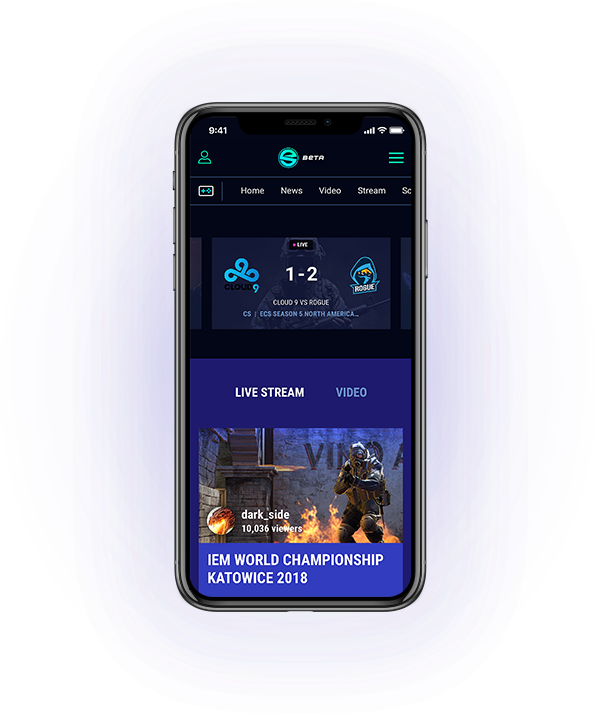 9:41
BETA
Home News Video Stream Sc
LIVE
CLOUD9
1-2
ROGUE
CLOUD 9 VS ROGUE
CS | ECS SEASON 5 NORTH AMERICA...
LIVE STREAM VIDEO
dark_side
10,036 viewers
IEM WORLD CHAMPIONSHIP
KATOWICE 2018